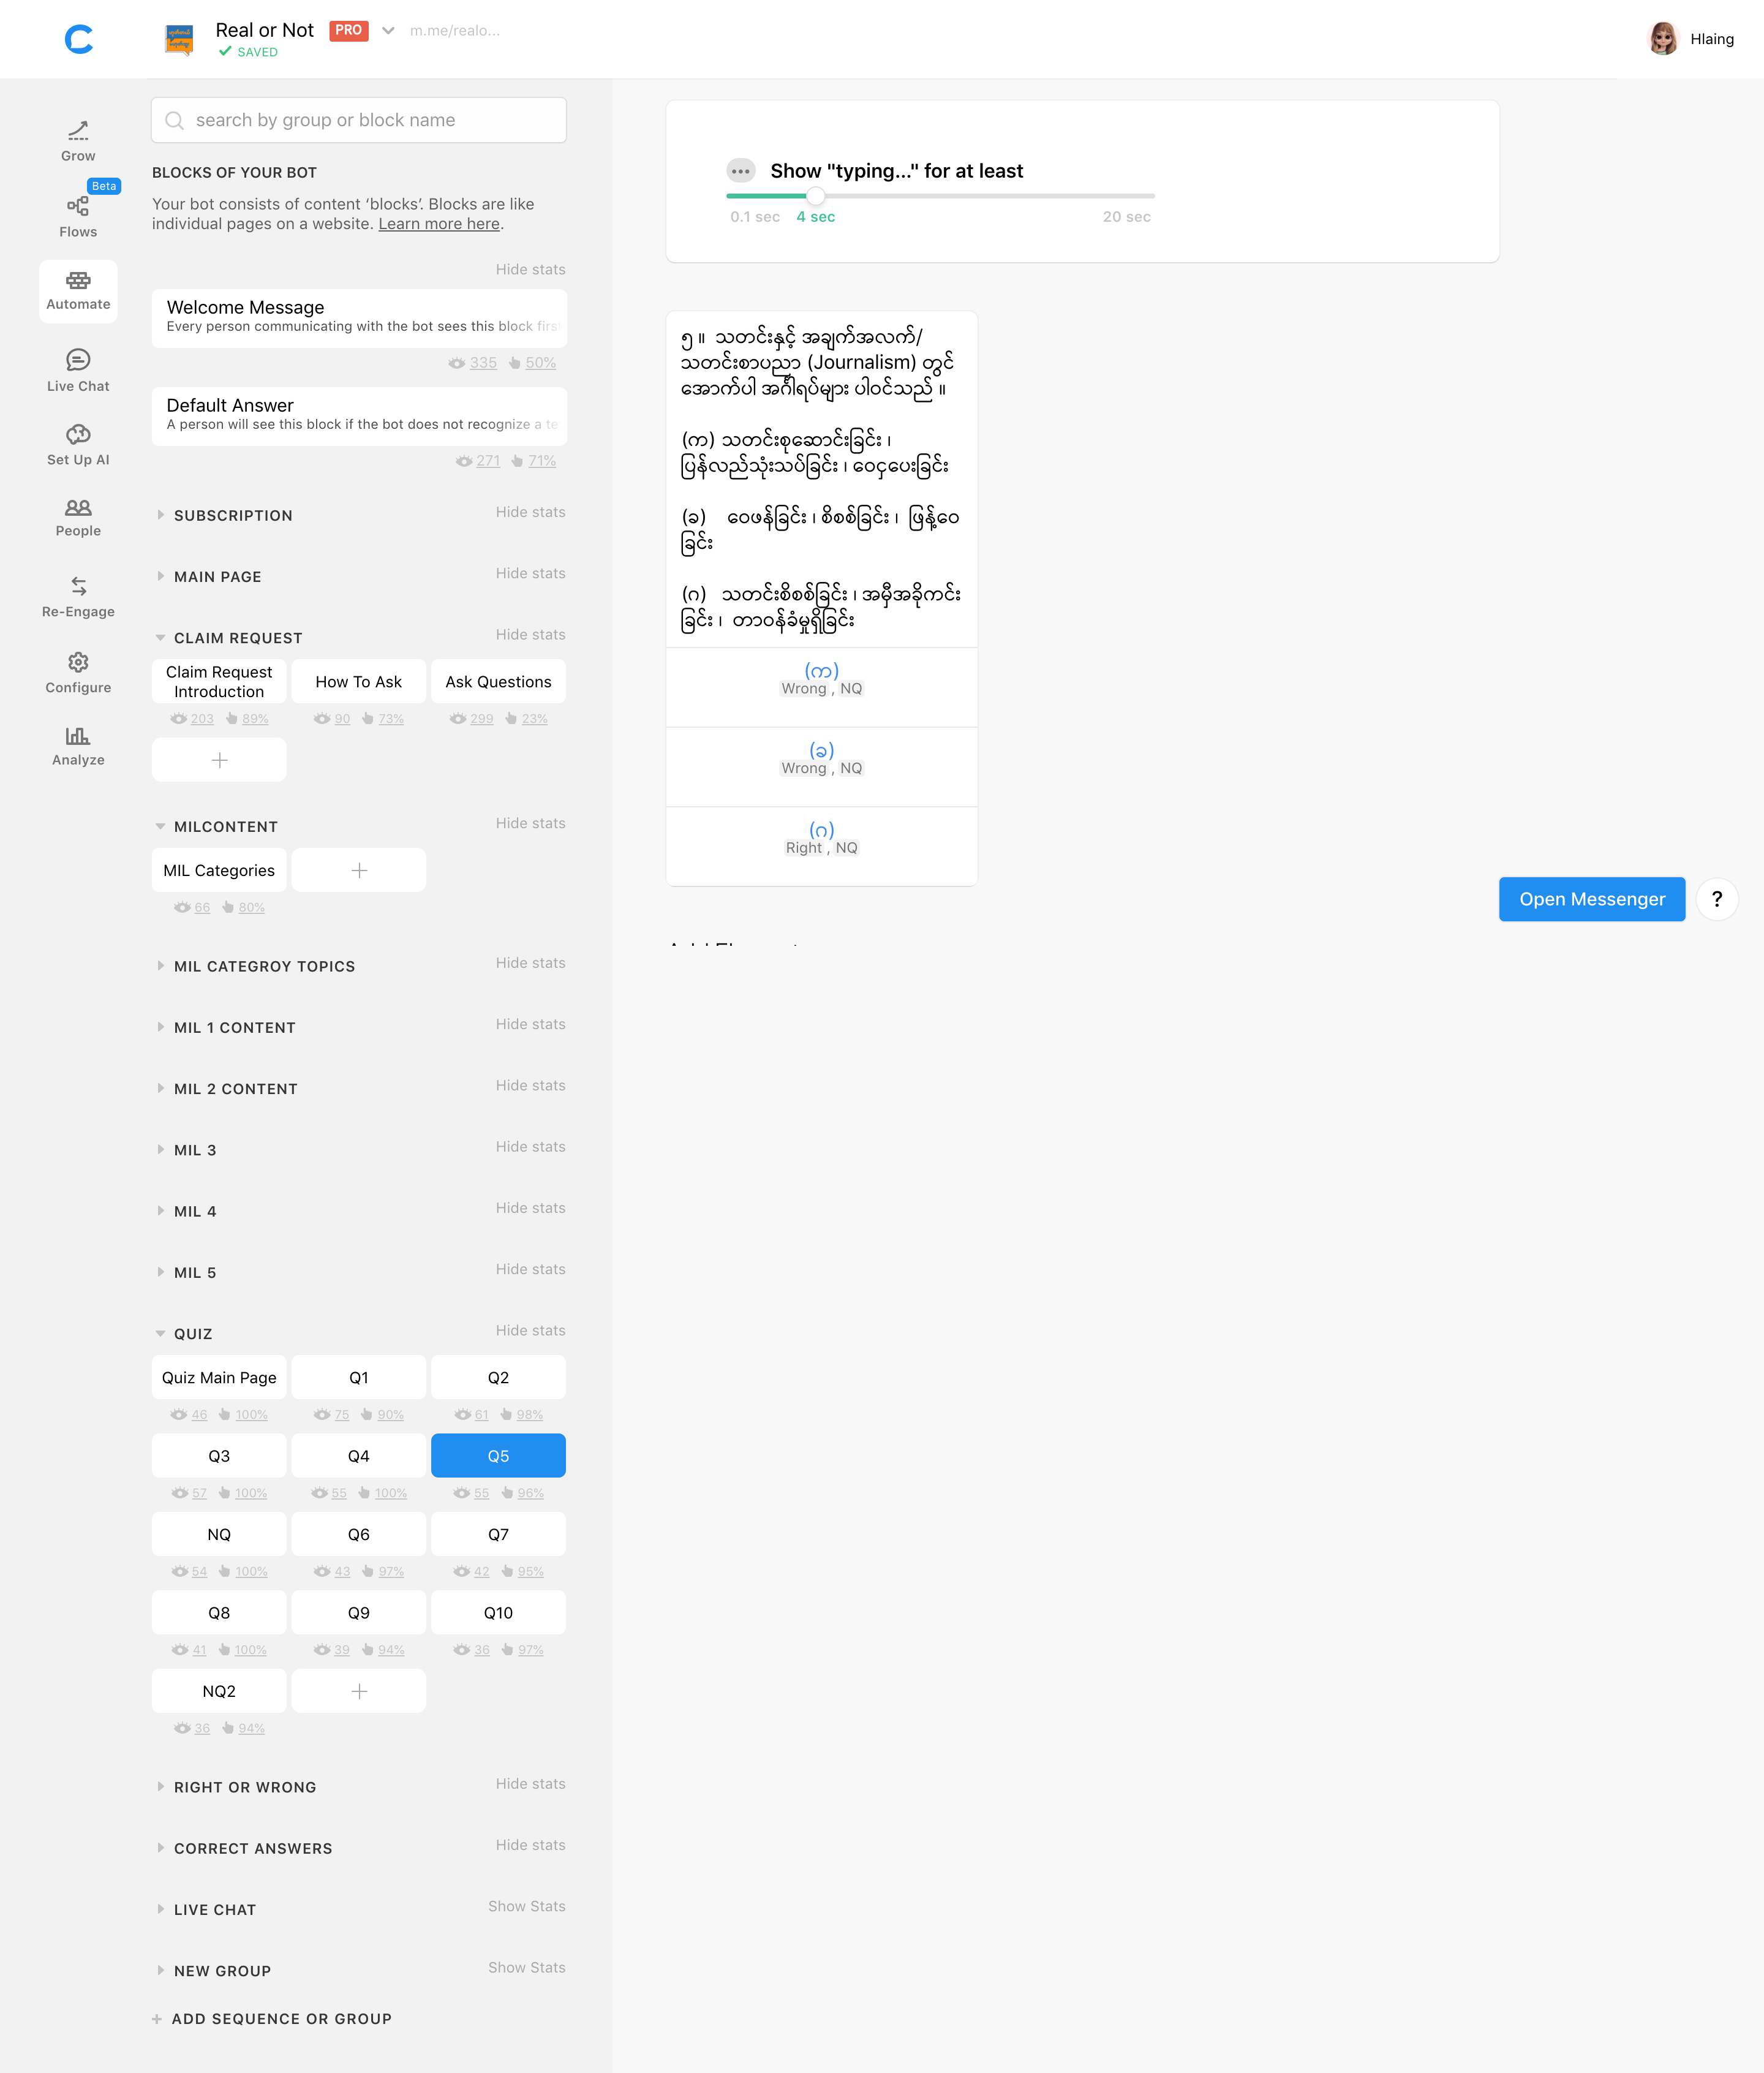 Real or Not PRO m.me/realo...
SAVED
Hlaing
Grow
Beta
Flows
Automate
Live Chat
Set Up AI
People
Re-Engage
Configure
Analyze
search by group or block name
BLOCKS OF YOUR BOT
Your bot consists of content ‘blocks’. Blocks are like
individual pages on a website. Learn more here.
Hide stats
Welcome Message
Every person communicating with the bot sees this block first
335 50%
Default Answer
A person will see this block if the bot does not recognize a te
271 71%
SUBSCRIPTION Hide stats
MAIN PAGE Hide stats
CLAIM REQUEST Hide stats
Claim Request
Introduction
How To Ask
Ask Questions
203 89% 90 73% 299 23%
MILCONTENT Hide stats
MIL Categories
66 80%
MIL CATEGROY TOPICS Hide stats
MIL 1 CONTENT Hide stats
MIL 2 CONTENT Hide stats
MIL 3 Hide stats
MIL 4 Hide stats
MIL 5 Hide stats
QUIZ Hide stats
Quiz Main Page Q1 Q2
46 100% 75 90% 61 98%
Q3 Q4 Q5
57 100% 55 100% 55 96%
NQ Q6 Q7
54 100% 43 97% 42 95%
Q8 Q9 Q10
41 100% 39 94% 36 97%
NQ2
36 94%
RIGHT OR WRONG Hide stats
CORRECT ANSWERS Hide stats
LIVE CHAT Show Stats
NEW GROUP Show Stats
+ ADD SEQUENCE OR GROUP
Show "typing..." for at least
0.1 sec 4 sec 20 sec
၅ ။ သတင်းနှင့် အချက်အလက်/
သတင်းစာပညာ (Journalism) တွင်
အောက်ပါ အင်္ဂါရပ်များ ပါဝင်သည် ။
(က) သတင်းစုဆောင်းခြင်း ၊
ပြန်လည်သုံးသပ်ခြင်း ၊ ဝေငှပေးခြင်း
(ခ) ဝေဖန်ခြင်း ၊ စိစစ်ခြင်း ၊ ဖြန့်ဝေ
ခြင်း
(ဂ) သတင်းစိစစ်ခြင်း ၊ အမှီအခိုကင်း
ခြင်း ၊ တာဝန်ခံမှုရှိခြင်း
(က)
Wrong , NQ
(ခ)
Wrong , NQ
(ဂ)
Right , NQ
Open Messenger ?